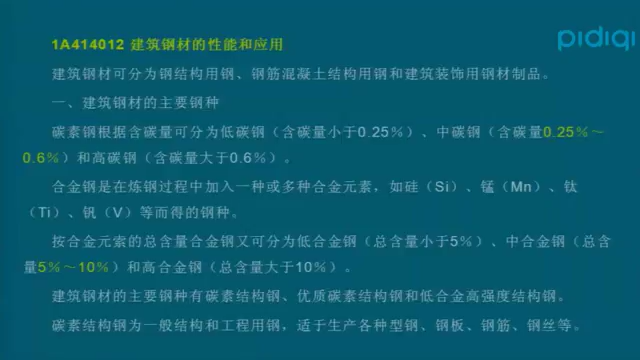 pidiqi
1A414012 建筑钢材的性能和应用
建筑钢材可分为钢结构用钢、钢筋混凝土结构用钢和建筑装饰用钢材制品。
一、建筑钢材的主要钢种
碳素钢根据含碳量可分为低碳钢（含碳量小于0.25%）、中碳钢（含碳量0.25%～
0.6%）和高碳钢（含碳量大于0.6%）。
合金钢是在炼钢过程中加入一种或多种合金元素，如硅（Si）、锰（Mn）、钛
（Ti）、钒（V）等而得的钢种。
按合金元素的总含量合金钢又可分为低合金钢（总含量小于5%）、中合金钢（总含
量5%～10%）和高合金钢（总含量大于10%）。
建筑钢材的主要钢种有碳素结构钢、优质碳素结构钢和低合金高强度结构钢。
碳素结构钢为一般结构和工程用钢，适于生产各种型钢、钢板、钢筋、钢丝等。